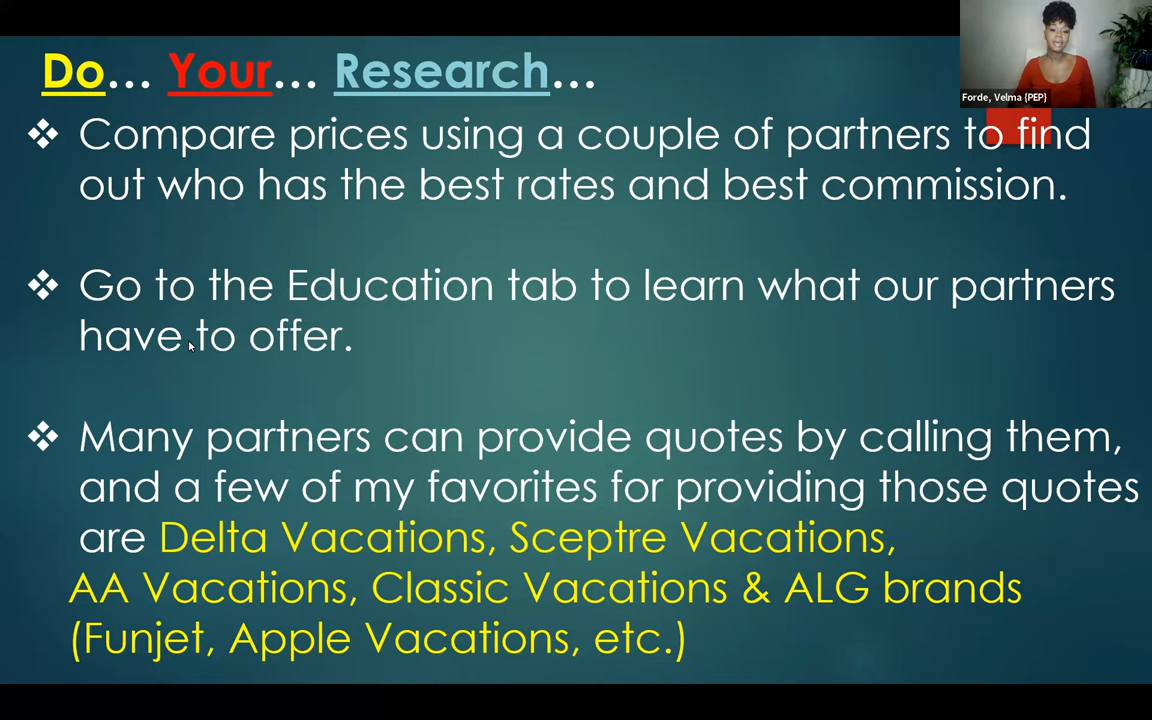 Do... Your... Research...
Forde, Velma {PEP}
❖ Compare prices using a couple of partners to find
out who has the best rates and best commission.
❖ Go to the Education tab to learn what our partners
have to offer.
❖ Many partners can provide quotes by calling them,
and a few of my favorites for providing those quotes
are Delta Vacations, Sceptre Vacations,
AA Vacations, Classic Vacations & ALG brands
(Funjet, Apple Vacations, etc.)